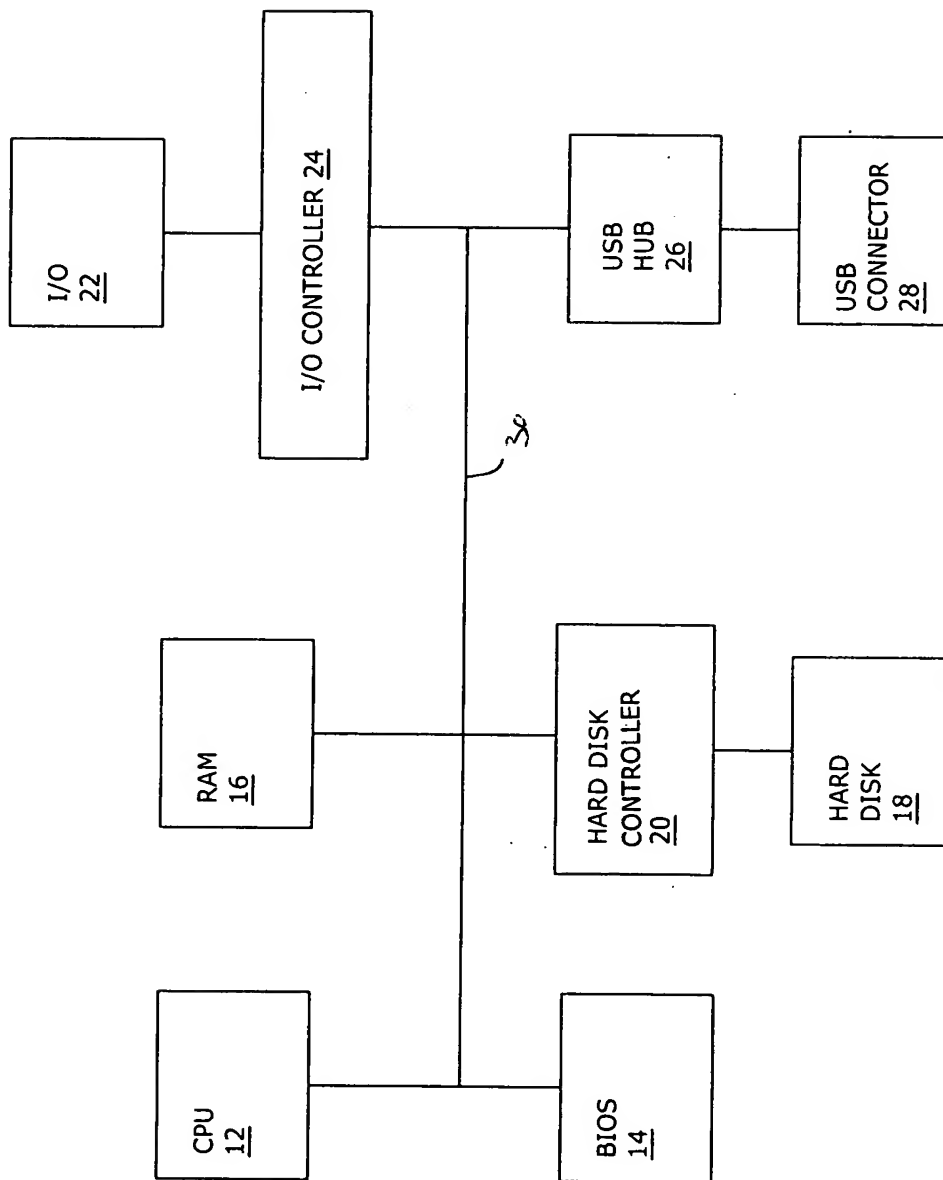 CPU
12
RAM
16
I/O
22
I/O CONTROLLER 24
30
BIOS
14
HARD DISK
CONTROLLER
20
HARD
DISK
18
USB
HUB
26
USB
CONNECTOR
28